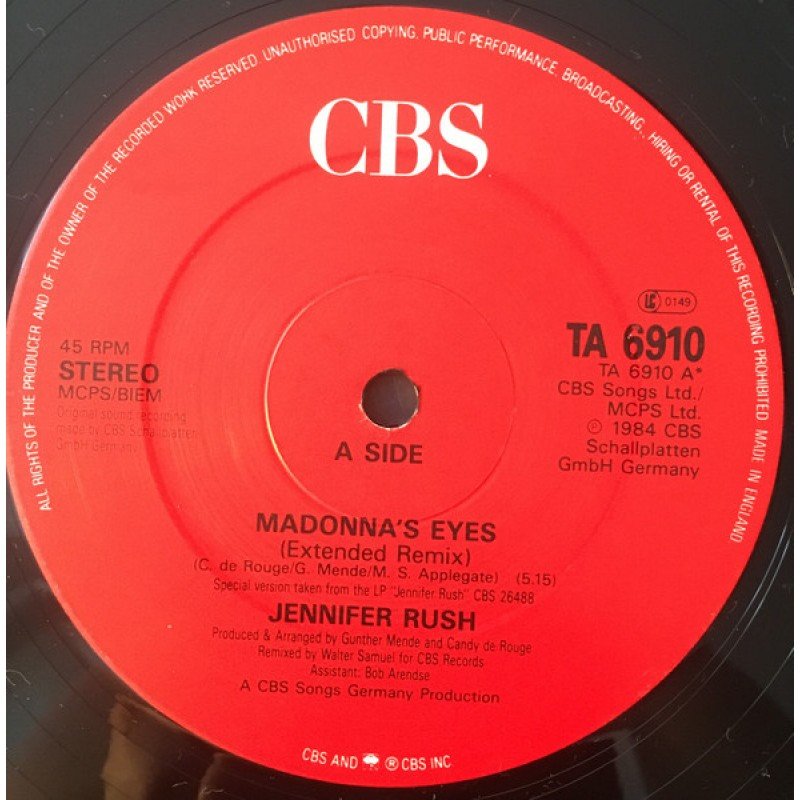 ALL RIGHTS OF THE PRODUCER AND OF THE OWNER OF THE RECORDED WORK RESERVED. UNAUTHORISED COPYING, PUBLIC PERFORMANCE, BROADCASTING, HIRING OR RENTAL OF THIS RECORDING PROHIBITED MADE IN ENGLAND
CBS
45 RPM
STEREO
MCPS/BIEM
original sound recording
made by CBS Schallplatten
GmbH Germany
LC 0149
TA 6910
TA 6910 A*
CBS Songs Ltd./
MCPS Ltd.
℗ 1984 CBS
Schallplatten
GmbH Germany
A SIDE
MADONNA'S EYES
(Extended Remix)
(C. de Rouge/G. Mende/M. S. Applegate) (5.15)
Special version taken from the LP "Jennifer Rush" CBS 26488
JENNIFER RUSH
Produced & Arranged by Gunther Mende and Candy de Rouge
Remixed by Walter Samuel for CBS Records
Assistant: Bob Arendse
A CBS Songs Germany Production
CBS AND ® CBS INC